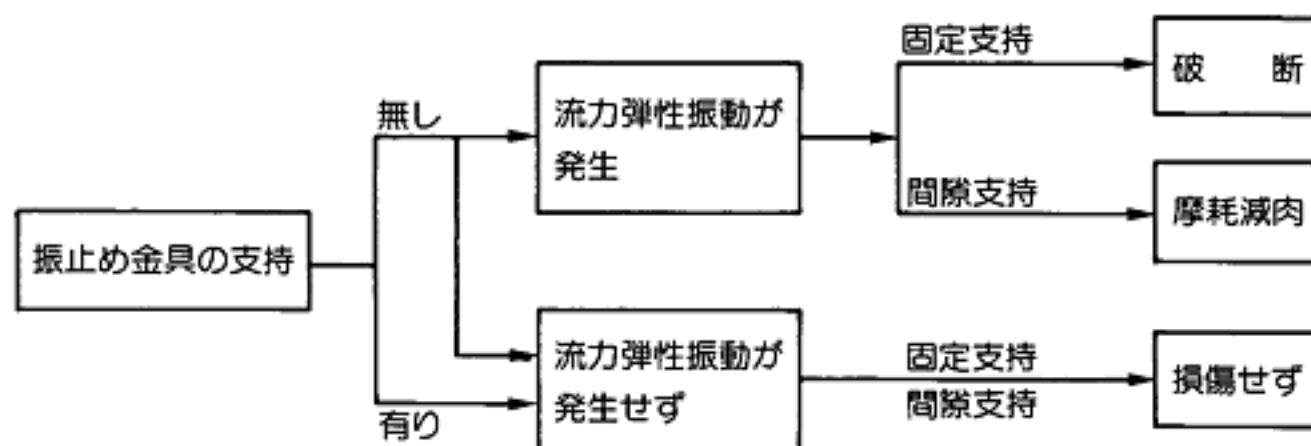 振止め金具の支持
無し
有り
流力弾性振動が
発生
流力弾性振動が
発生せず
固定支持
間隙支持
固定支持
間隙支持
破　断
摩耗減肉
損傷せず